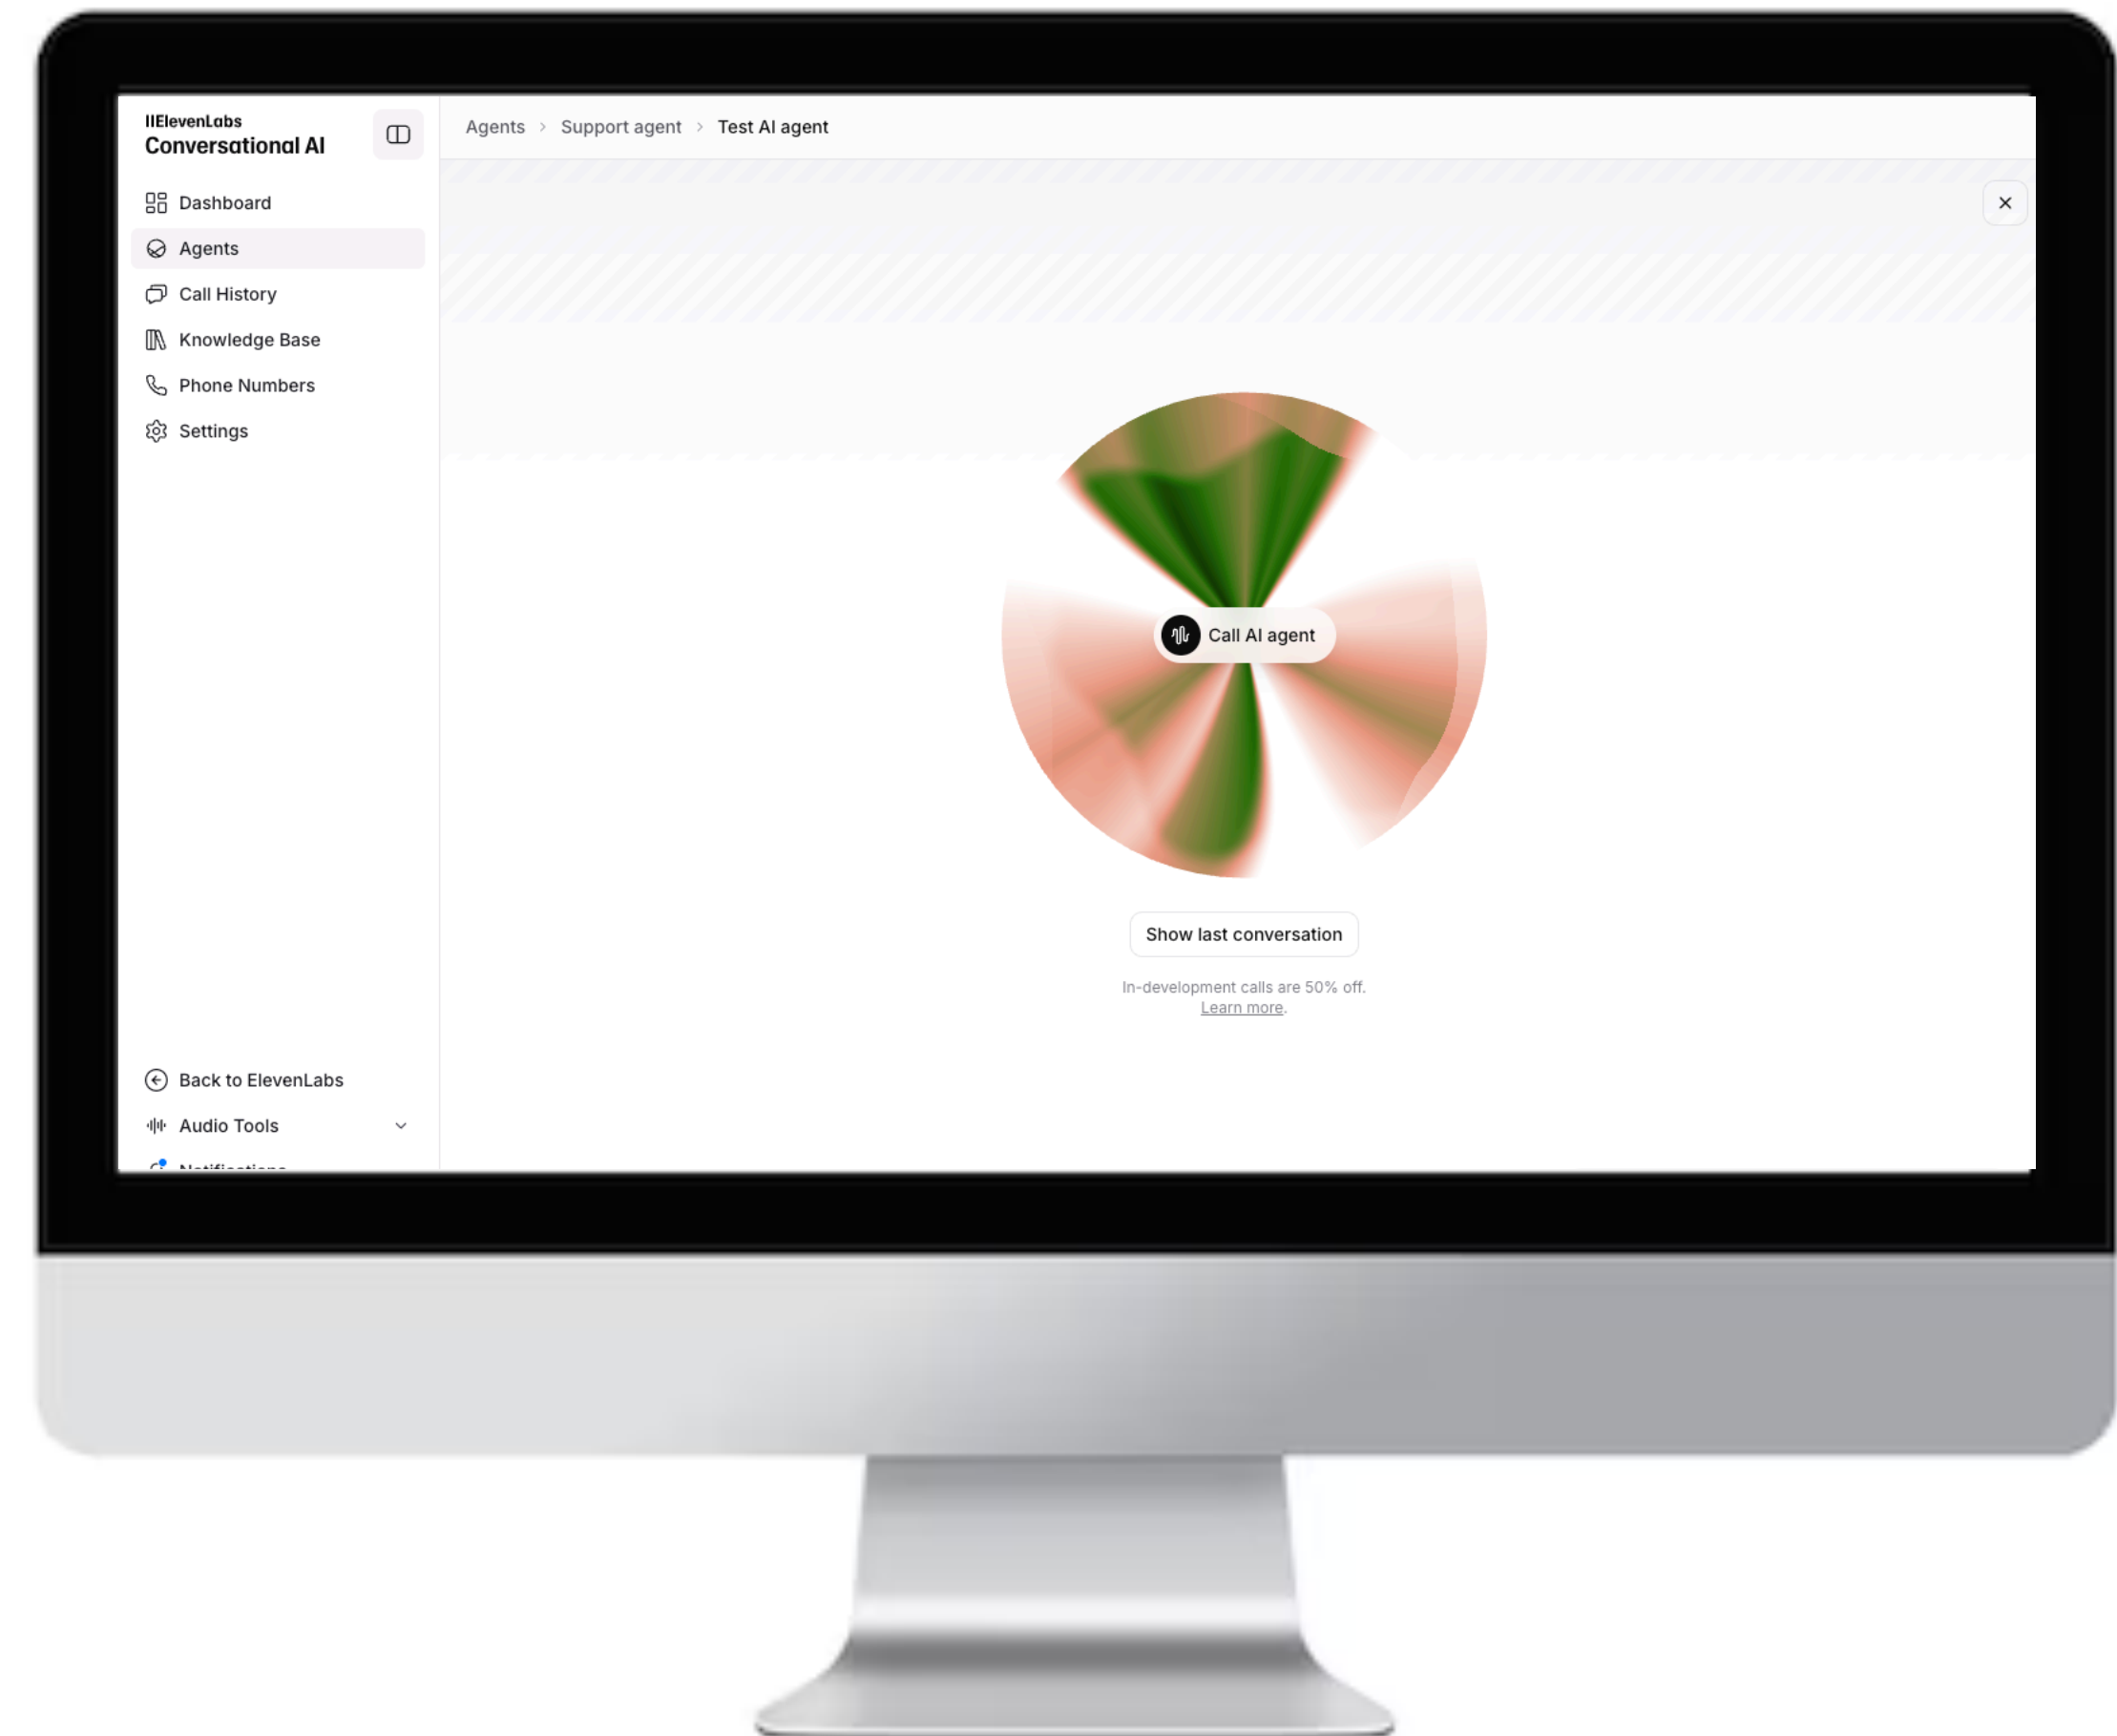 IIElevenLabs
Conversational AI
Dashboard
Agents
Call History
Knowledge Base
Phone Numbers
Settings
Back to ElevenLabs
Audio Tools
Notifications
Agents > Support agent > Test AI agent
Call AI agent
Show last conversation
In-development calls are 50% off.
Learn more.